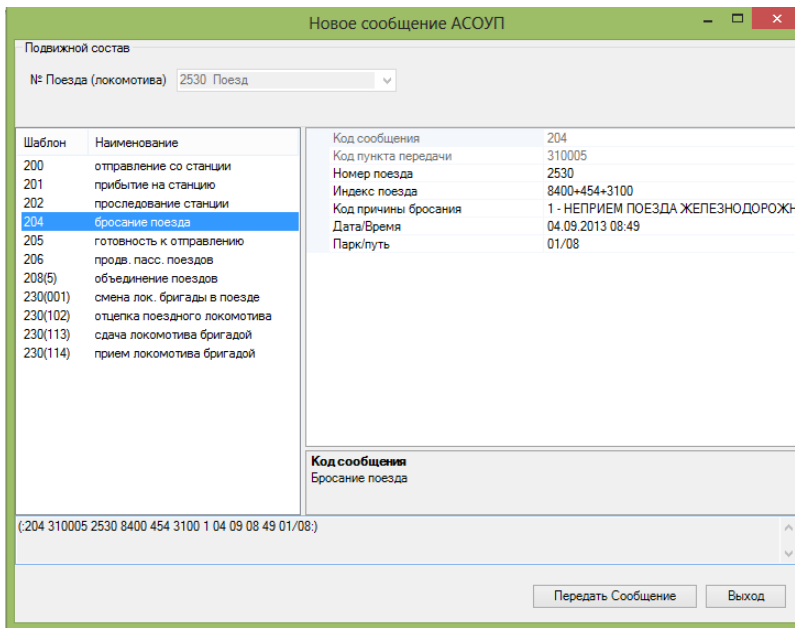 Новое сообщение АСОУП
Подвижной состав
№ Поезда (локомотива) 2530 Поезд
Шаблон Наименование
200 отправление со станции
201 прибытие на станцию
202 проследование станции
204 бросание поезда
205 готовность к отправлению
206 продв. пасс. поездов
208(5) объединение поездов
230(001) смена лок. бригады в поезде
230(102) отцепка поездного локомотива
230(113) сдача локомотива бригадой
230(114) прием локомотива бригадой
Код сообщения 204
Код пункта передачи 310005
Номер поезда 2530
Индекс поезда 8400+454+3100
Код причины бросания 1 - НЕПРИЕМ ПОЕЗДА ЖЕЛЕЗНОДОРОЖН
Дата/Время 04.09.2013 08:49
Парк/путь 01/08
Код сообщения
Бросание поезда
(:204 310005 2530 8400 454 3100 1 04 09 08 49 01/08:)
Передать Сообщение Выход